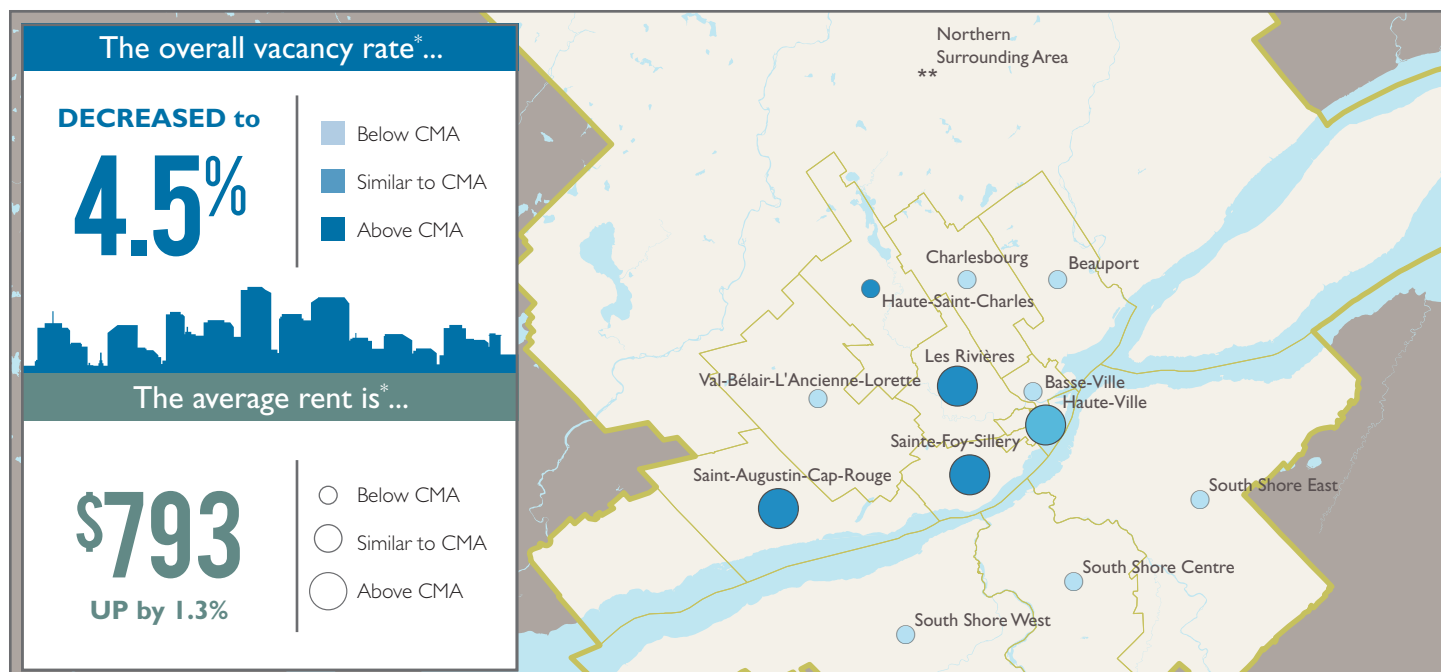 The overall vacancy rate*...
DECREASED to
4.5%
Below CMA
Similar to CMA
Above CMA
The average rent is*...
$793
UP by 1.3%
Below CMA
Similar to CMA
Above CMA
Northern
Surrounding Area
**
Charlesbourg
Beauport
Haute-Saint-Charles
Les Rivières
Val-Bélair-L'Ancienne-Lorette
Basse-Ville
Haute-Ville
Sainte-Foy-Sillery
Saint-Augustin-Cap-Rouge
South Shore East
South Shore Centre
South Shore West